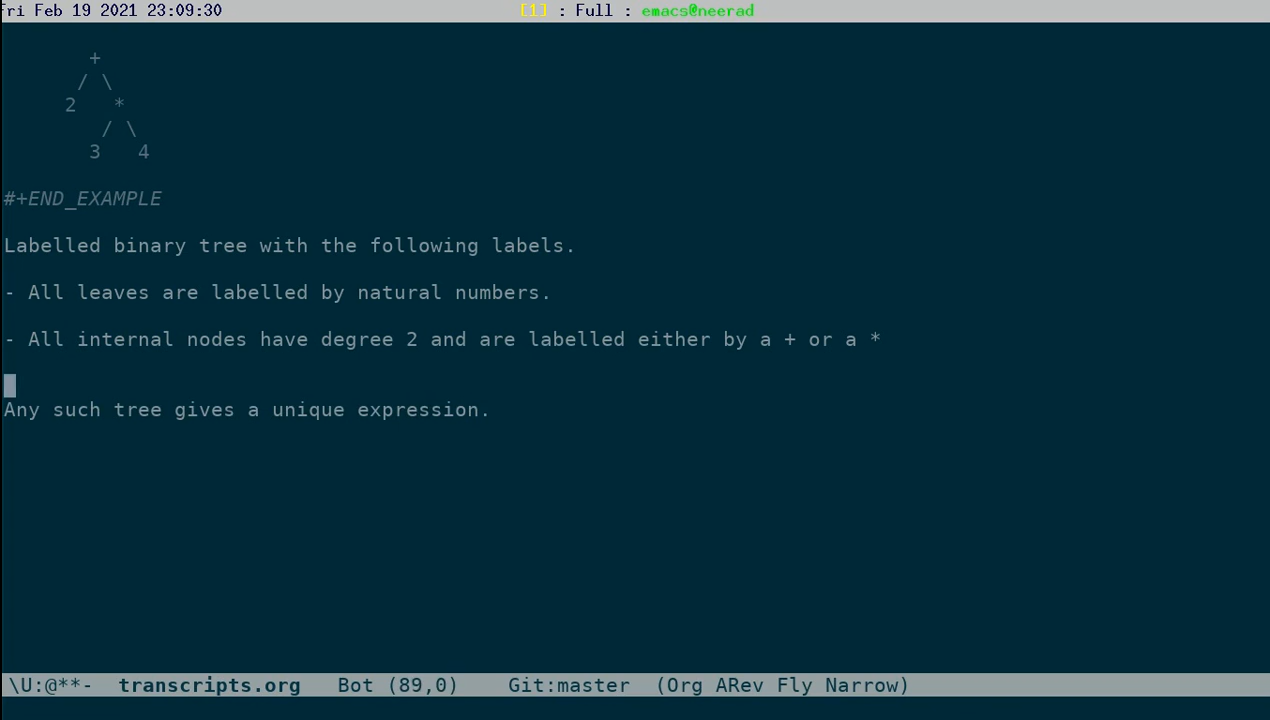 Fri Feb 19 2021 23:09:30 [1] : Full : emacs@neerad
+
/ \
2 *
/ \
3 4
#+END_EXAMPLE
Labelled binary tree with the following labels.
- All leaves are labelled by natural numbers.
- All internal nodes have degree 2 and are labelled either by a + or a *
Any such tree gives a unique expression.
\U:@**- transcripts.org Bot (89,0) Git:master (Org ARev Fly Narrow)